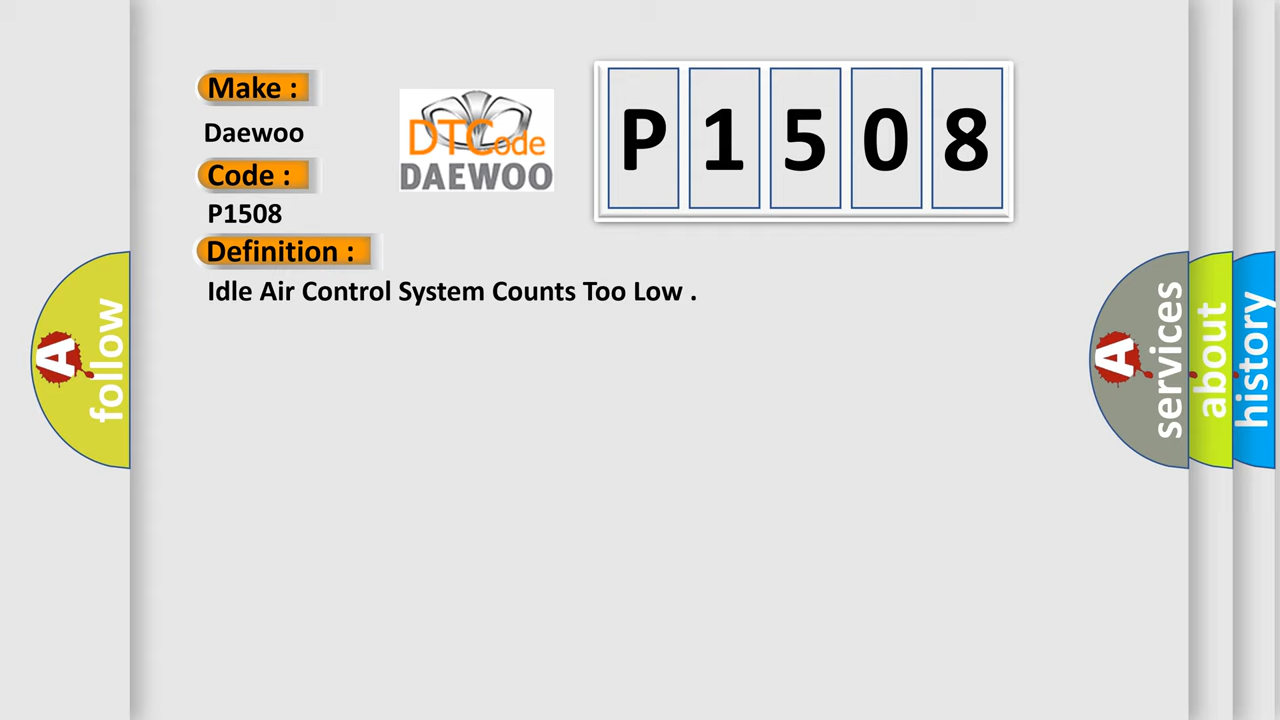 Make :
Daewoo
Code :
P1508
Definition :
Idle Air Control System Counts Too Low .
DTCode
DAEWOO
P 1 5 0 8
A follow
A services
about
history